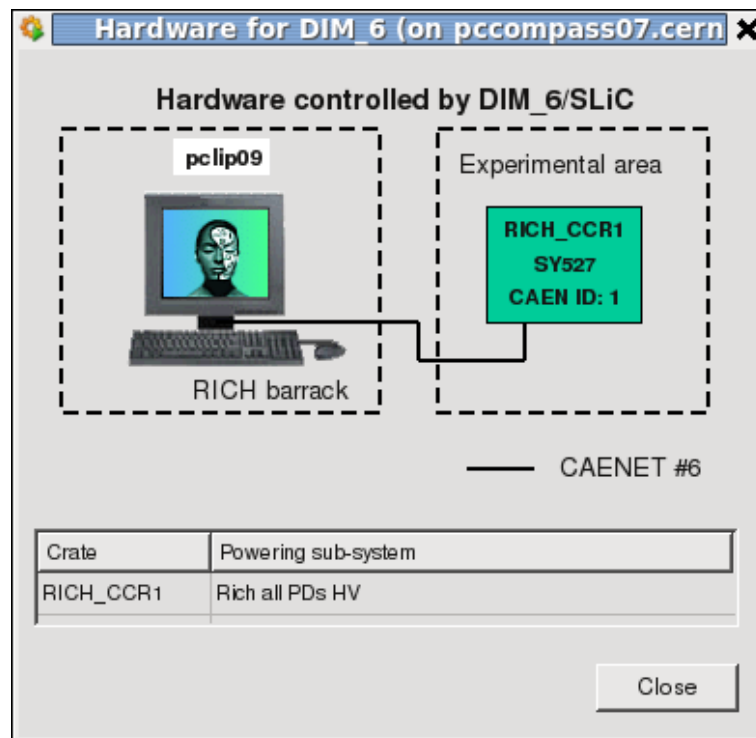 Hardware for DIM_6 (on pccompass07.cern
Hardware controlled by DIM_6/SLiC
pclip09
Experimental area
RICH_CCR1
SY527
CAEN ID: 1
RICH barrack
CAENET #6
Crate Powering sub-system
RICH_CCR1 Rich all PDs HV
Close